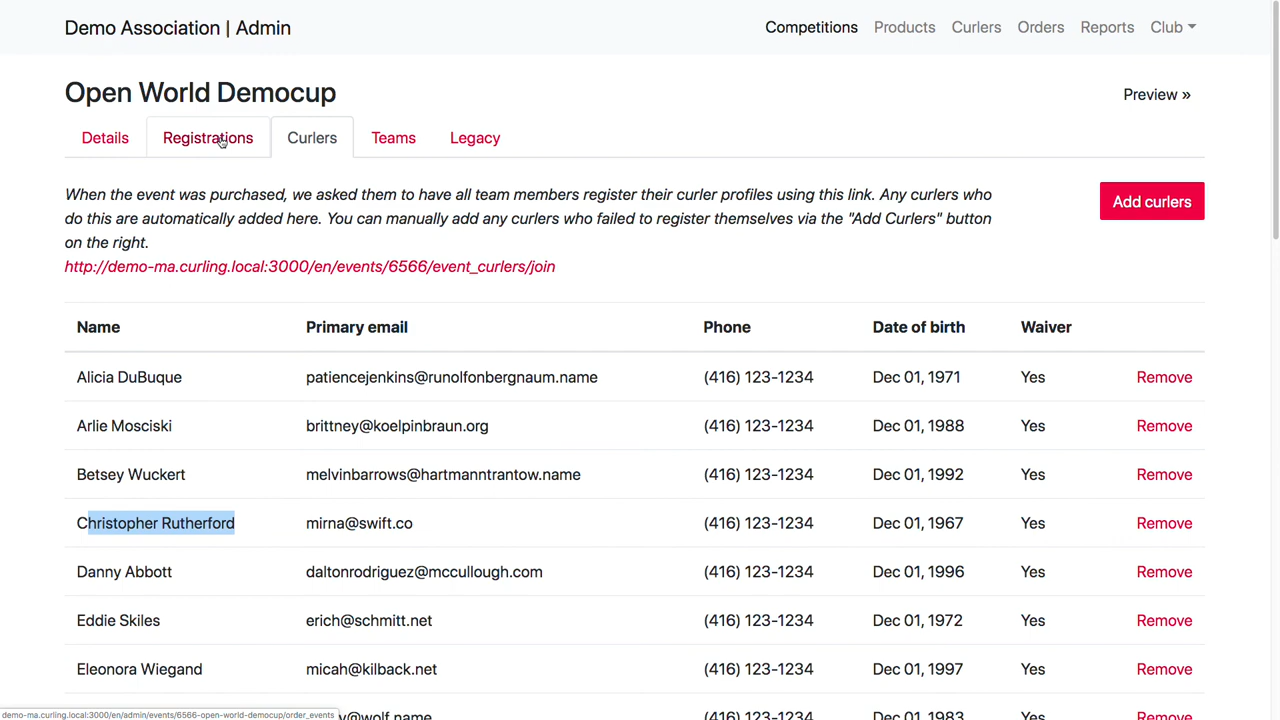 Demo Association | Admin
Competitions Products Curlers Orders Reports Club
Open World Democup
Preview »
Details Registrations Curlers Teams Legacy
When the event was purchased, we asked them to have all team members register their curler profiles using this link. Any curlers who
do this are automatically added here. You can manually add any curlers who failed to register themselves via the "Add Curlers" button
on the right.
http://demo-ma.curling.local:3000/en/events/6566/event_curlers/join
Add curlers
Name Primary email Phone Date of birth Waiver
Alicia DuBuque patiencejenkins@runolfonbergnaum.name (416) 123-1234 Dec 01, 1971 Yes Remove
Arlie Mosciski brittney@koelpinbraun.org (416) 123-1234 Dec 01, 1988 Yes Remove
Betsey Wuckert melvinbarrows@hartmanntrantow.name (416) 123-1234 Dec 01, 1992 Yes Remove
Christopher Rutherford mirna@swift.co (416) 123-1234 Dec 01, 1967 Yes Remove
Danny Abbott daltonrodriguez@mccullough.com (416) 123-1234 Dec 01, 1996 Yes Remove
Eddie Skiles erich@schmitt.net (416) 123-1234 Dec 01, 1972 Yes Remove
Eleonora Wiegand micah@kilback.net (416) 123-1234 Dec 01, 1997 Yes Remove
(416) 123-1234 Dec 01, 1983 Yes Remove
demo-ma.curling.local:3000/en/admin/events/6566-open-world-democup/order_events